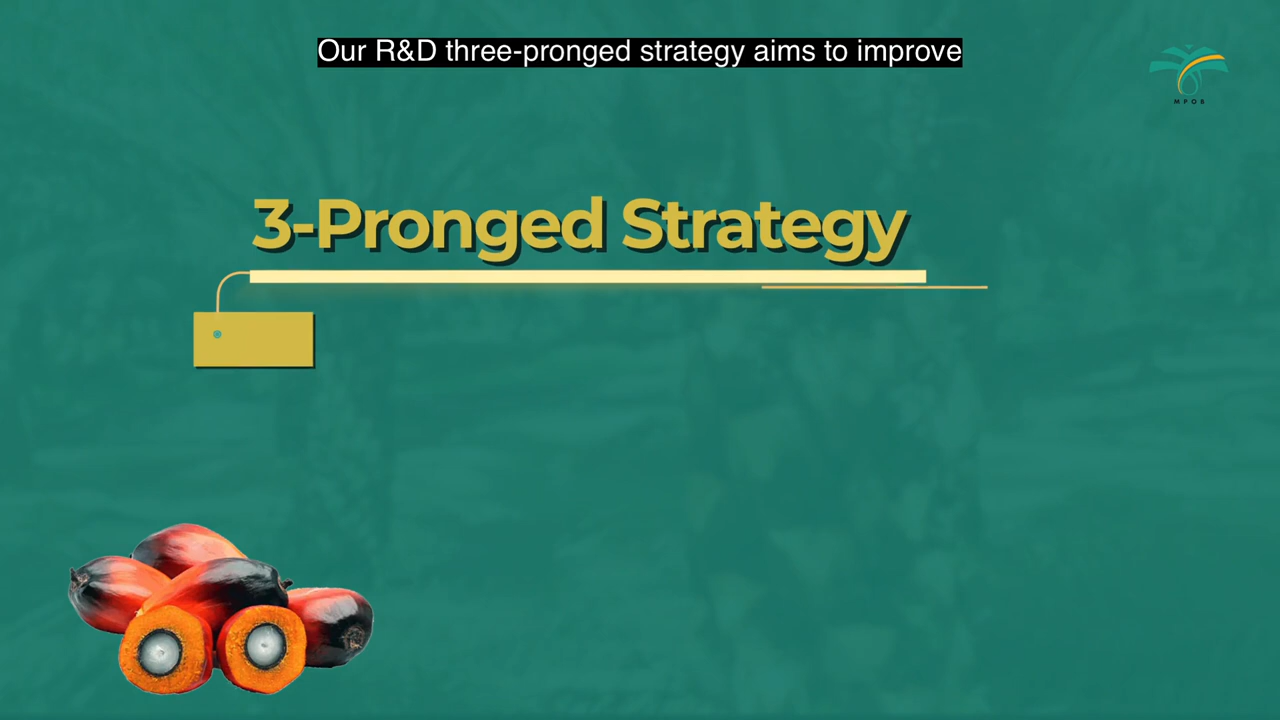 Our R&D three-pronged strategy aims to improve
MPOB
3-Pronged Strategy